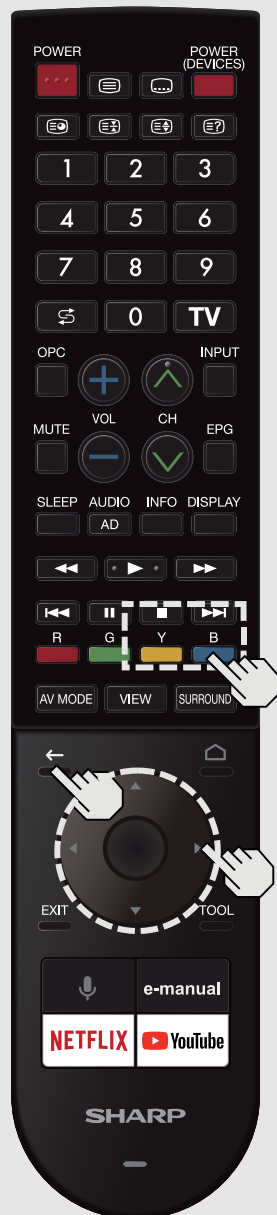 POWER POWER
(DEVICES)
1 2 3
4 5 6
7 8 9
0 TV
OPC INPUT
VOL CH
MUTE EPG
SLEEP AUDIO INFO DISPLAY
AD
R G Y B
AV MODE VIEW SURROUND
EXIT TOOL
e-manual
NETFLIX YouTube
SHARP